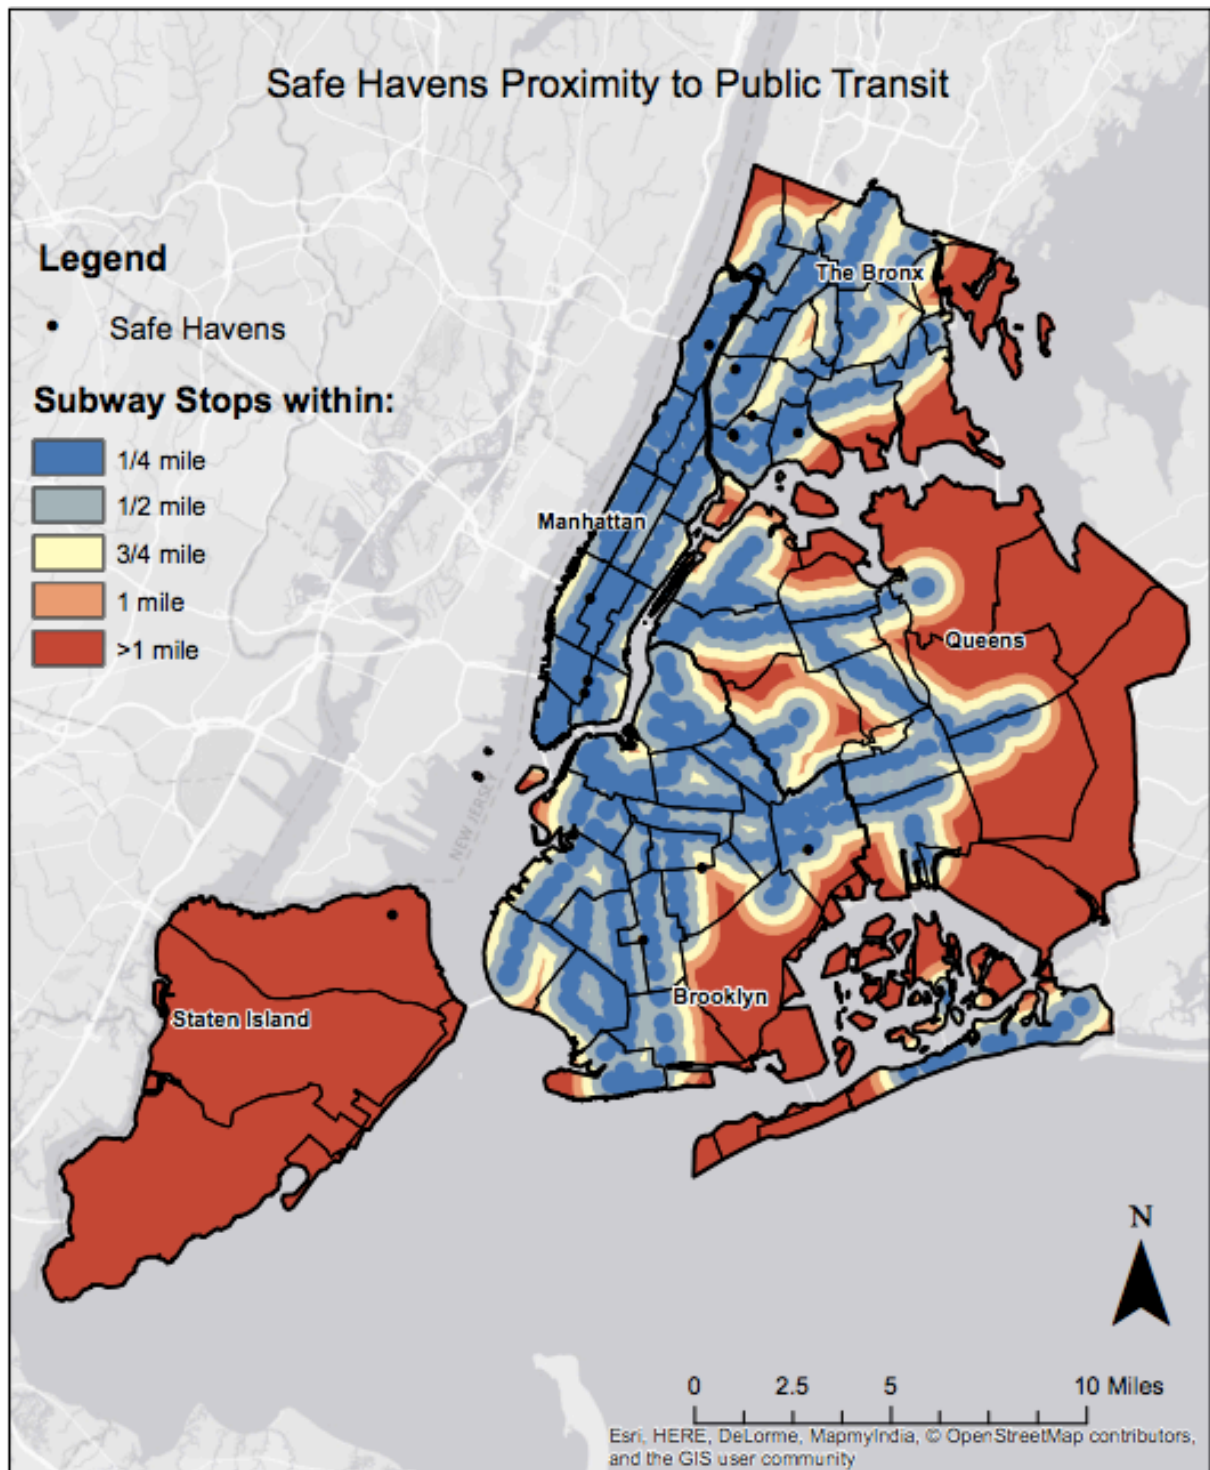 Safe Havens Proximity to Public Transit
Legend
Safe Havens
Subway Stops within:
1/4 mile
1/2 mile
3/4 mile
1 mile
>1 mile
The Bronx
Manhattan
Queens
NEW JERSEY
Brooklyn
Staten Island
N
0 2.5 5 10 Miles
Esri, HERE, DeLorme, MapmyIndia, © OpenStreetMap contributors,
and the GIS user community